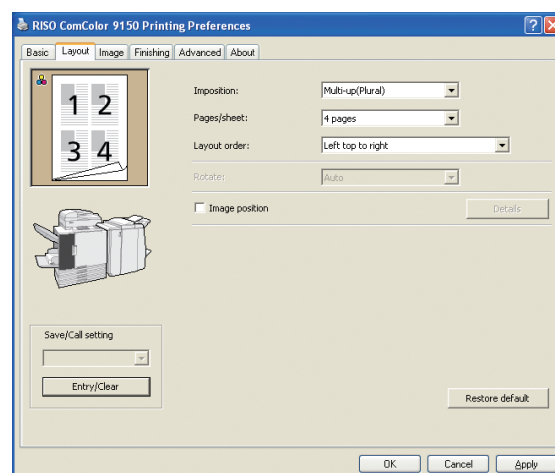 RISO ComColor 9150 Printing Preferences
Basic Layout Image Finishing Advanced About
1 2
3 4
Imposition: Multi-up(Plural)
Pages/sheet: 4 pages
Layout order: Left top to right
Rotate: Auto
Image position Details
Save/Call setting
Entry/Clear
Restore default
OK Cancel Apply